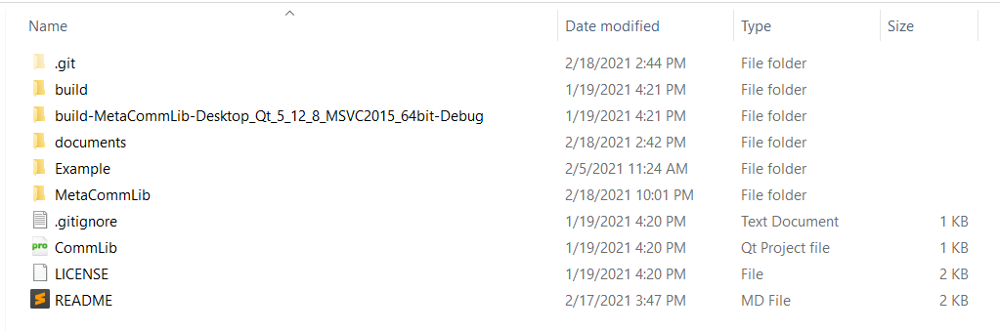 Name Date modified Type Size
.git 2/18/2021 2:44 PM File folder
build 1/19/2021 4:21 PM File folder
build-MetaCommLib-Desktop_Qt_5_12_8_MSVC2015_64bit-Debug 1/19/2021 4:21 PM File folder
documents 2/18/2021 2:42 PM File folder
Example 2/5/2021 11:24 AM File folder
MetaCommLib 2/18/2021 10:01 PM File folder
.gitignore 1/19/2021 4:20 PM Text Document 1 KB
pro CommLib 1/19/2021 4:20 PM Qt Project file 1 KB
LICENSE 1/19/2021 4:20 PM File 2 KB
README 2/17/2021 3:47 PM MD File 2 KB